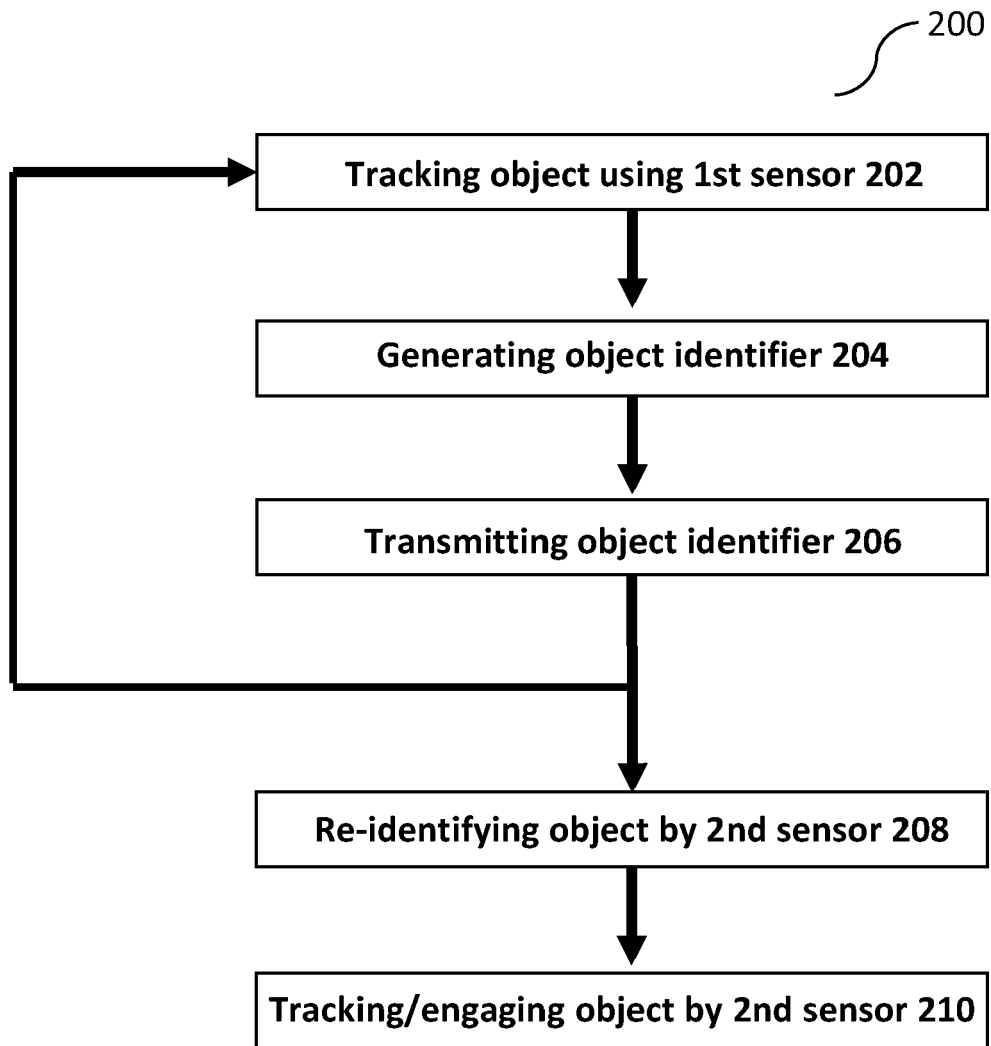 200
Tracking object using 1st sensor 202
Generating object identifier 204
Transmitting object identifier 206
Re-identifying object by 2nd sensor 208
Tracking/engaging object by 2nd sensor 210